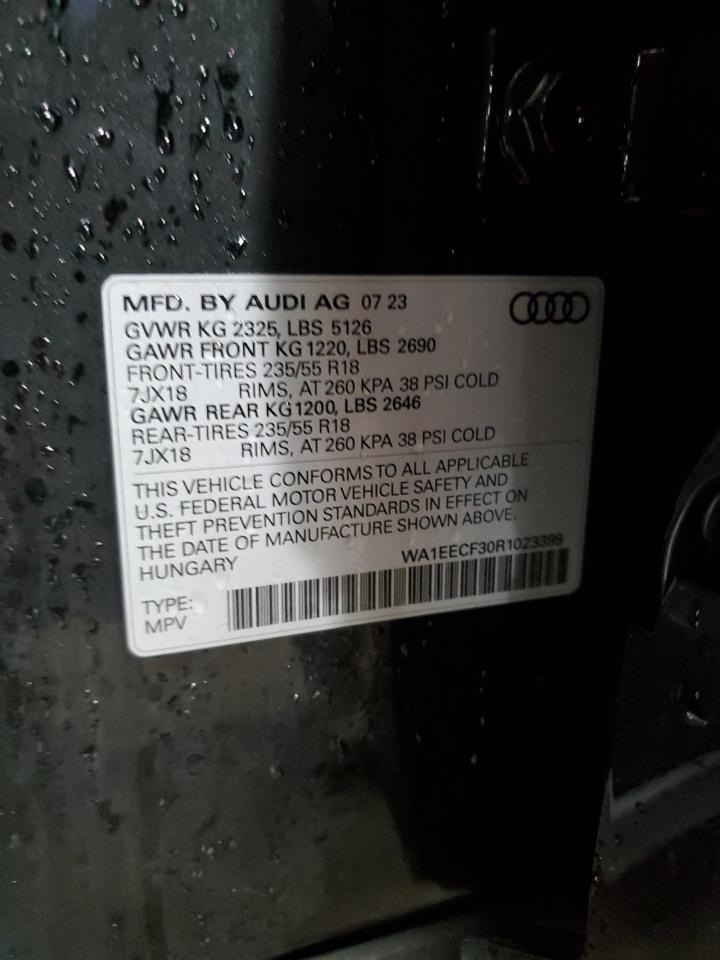 MFD. BY AUDI AG 07 23
GVWR KG 2325, LBS 5126
GAWR FRONT KG 1220, LBS 2690
FRONT-TIRES 235/55 R18
7JX18 RIMS, AT 260 KPA 38 PSI COLD
GAWR REAR KG1200, LBS 2646
REAR-TIRES 235/55 R18
7JX18 RIMS, AT 260 KPA 38 PSI COLD
THIS VEHICLE CONFORMS TO ALL APPLICABLE
U.S. FEDERAL MOTOR VEHICLE SAFETY AND
THEFT PREVENTION STANDARDS IN EFFECT ON
THE DATE OF MANUFACTURE SHOWN ABOVE.
HUNGARY WA1EECF30R1023399
TYPE:
MPV